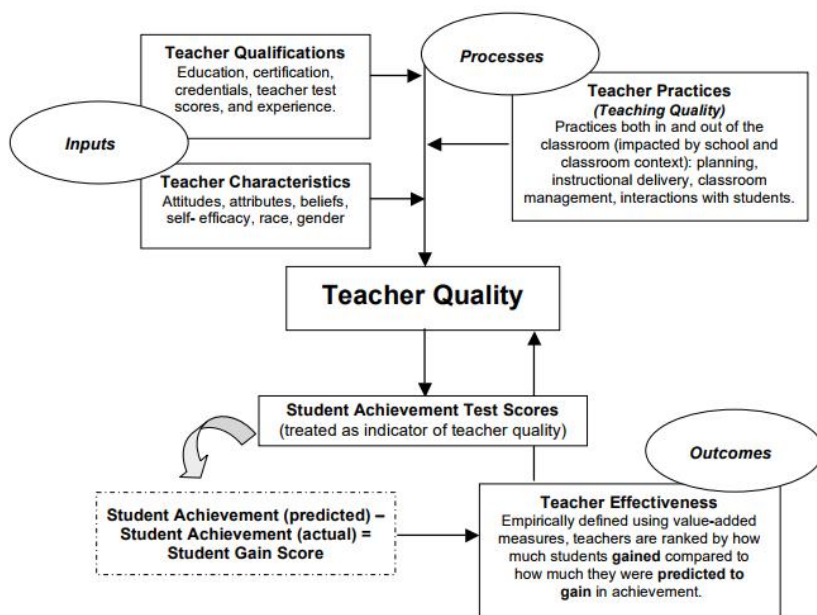 Teacher Qualifications
Education, certification,
credentials, teacher test
scores, and experience.
Processes
Teacher Practices
(Teaching Quality)
Practices both in and out of the
classroom (impacted by school and
classroom context): planning,
instructional delivery, classroom
management, interactions with students.
Inputs
Teacher Characteristics
Attitudes, attributes, beliefs,
self- efficacy, race, gender
Teacher Quality
Student Achievement Test Scores
(treated as indicator of teacher quality)
Outcomes
Student Achievement (predicted) –
Student Achievement (actual) =
Student Gain Score
Teacher Effectiveness
Empirically defined using value-added
measures, teachers are ranked by how
much students gained compared to
how much they were predicted to
gain in achievement.